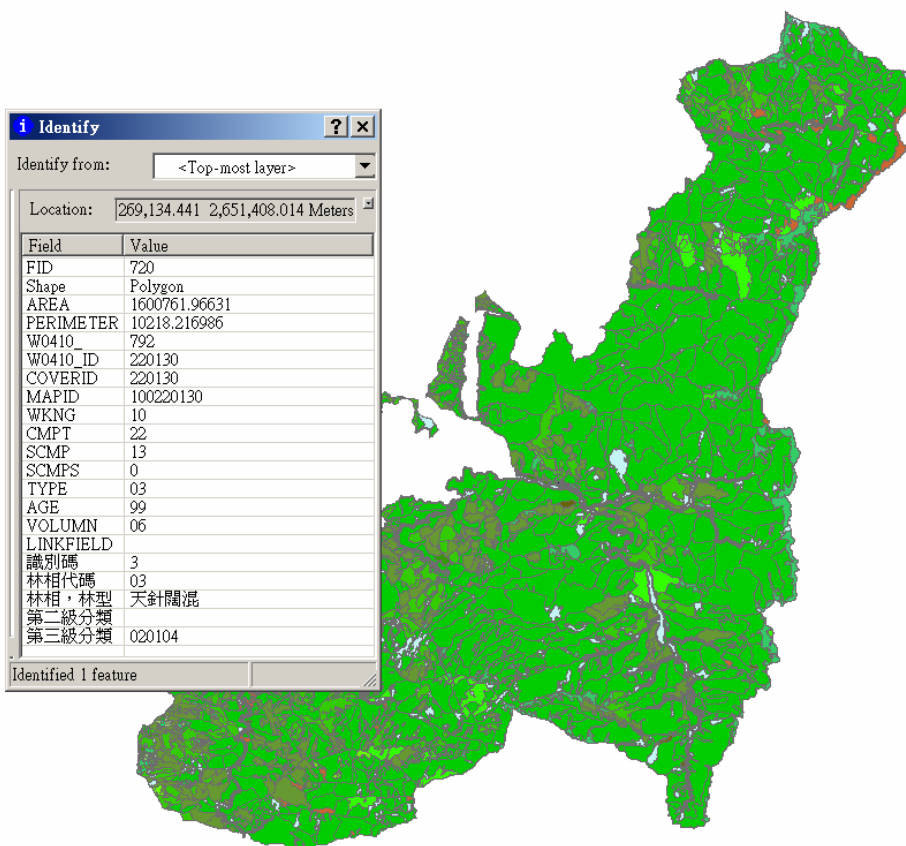 Identify
Identify from: <Top-most layer>
Location: 269,134.441 2,651,408.014 Meters
Field Value
FID 720
Shape Polygon
AREA 1600761.96631
PERIMETER 10218.216986
W0410_ 792
W0410_ID 220130
COVERID 220130
MAPID 100220130
WKNG 10
CMPT 22
SCMP 13
SCMPS 0
TYPE 03
AGE 99
VOLUMN 06
LINKFIELD
識別碼 3
林相代碼 03
林相，林型 天針闊混
第二級分類
第三級分類 020104
Identified 1 feature